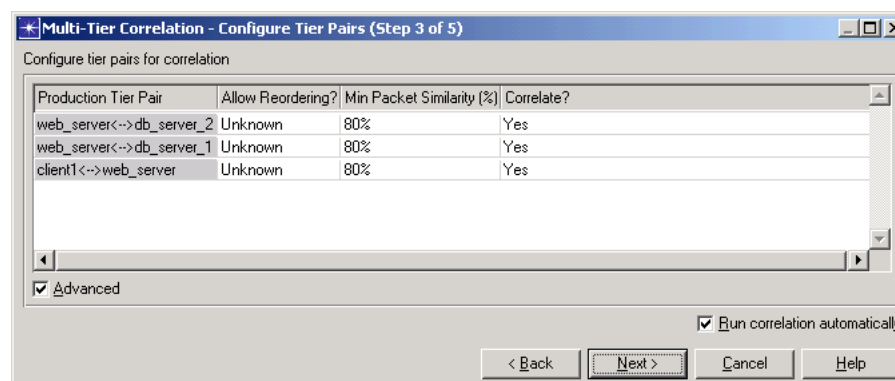 Multi-Tier Correlation - Configure Tier Pairs (Step 3 of 5)
Configure tier pairs for correlation
Production Tier Pair Allow Reordering? Min Packet Similarity (%) Correlate?
web_server<-->db_server_2 Unknown 80% Yes
web_server<-->db_server_1 Unknown 80% Yes
client1<-->web_server Unknown 80% Yes
Advanced
Run correlation automaticall
< Back Next > Cancel Help